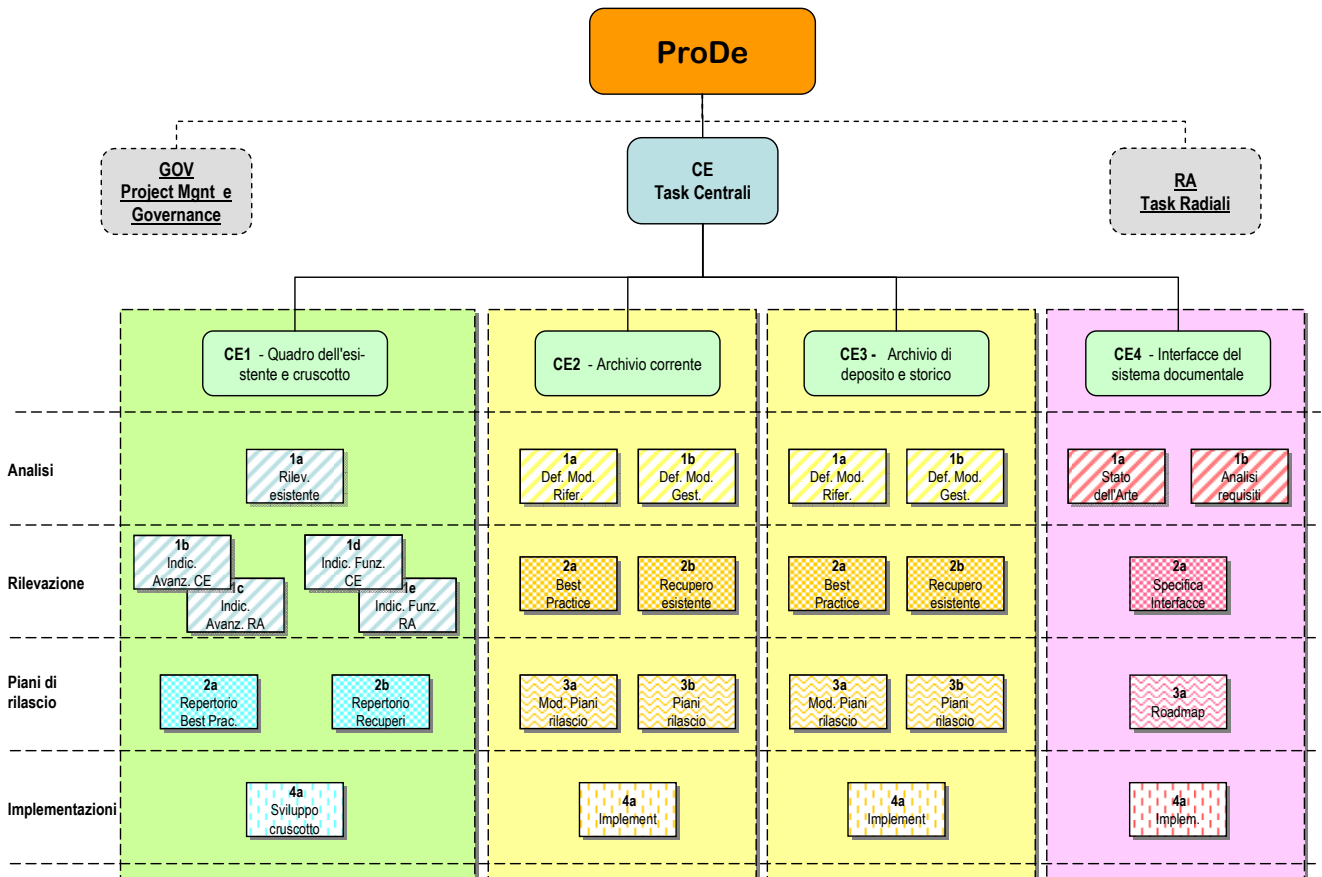 ProDe
GOV
Project Mgnt e
Governance
CE
Task Centrali
RA
Task Radiali
CE1 - Quadro dell'esi-
stente e cruscotto
CE2 - Archivio corrente
CE3 - Archivio di
deposito e storico
CE4 - Interfacce del
sistema documentale
Analisi
1a
Rilev.
esistente
1a
Def. Mod.
Rifer.
1b
Def. Mod.
Gest.
1a
Def. Mod.
Rifer.
1b
Def. Mod.
Gest.
1a
Stato
dell'Arte
1b
Analisi
requisiti
Rilevazione
1b
Indic.
Avanz. CE
1c
Indic.
Avanz. RA
1d
Indic. Funz.
CE
1e
Indic. Funz.
RA
2a
Best
Practice
2b
Recupero
esistente
2a
Best
Practice
2b
Recupero
esistente
2a
Specifica
Interfacce
Piani di
rilascio
2a
Repertorio
Best Prac.
2b
Repertorio
Recuperi
3a
Mod. Piani
rilascio
3b
Piani
rilascio
3a
Mod. Piani
rilascio
3b
Piani
rilascio
3a
Roadmap
Implementazioni
4a
Sviluppo
cruscotto
4a
Implement
4a
Implement
4a
Implem.